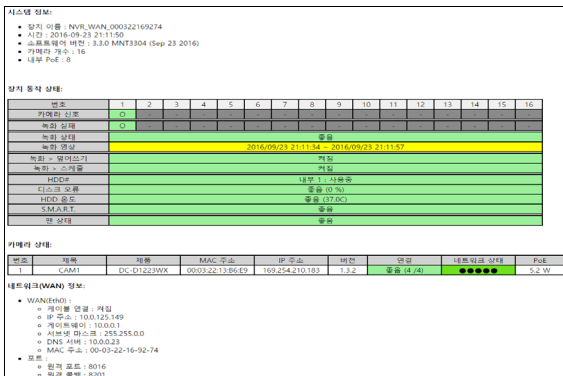 시스템 정보:
장치 이름 : NVR_WAN_000322169274
시간 : 2016-09-23 21:11:50
소프트웨어 버전 : 3.3.0 MNT3304 (Sep 23 2016)
카메라 개수 : 16
내부 PoE : 8
장치 동작 상태:
번호 1 2 3 4 5 6 7 8 9 10 11 12 13 14 15 16
카메라 신호 O - - - - - - - - - - - - - - -
녹화 실패 O - - - - - - - - - - - - - - -
녹화 상태 좋음
녹화 영상 2016/09/23 21:11:34 ~ 2016/09/23 21:11:57
녹화 > 덮어쓰기 켜짐
녹화 > 스케줄 켜짐
HDD# 내부 1 : 사용중
디스크 오류 좋음 (0 %)
HDD 온도 좋음 (37.0C)
S.M.A.R.T. 좋음
팬 상태 좋음
카메라 상태:
번호 제목 제품 MAC 주소 IP 주소 버전 연결 네트워크 상태 PoE
1 CAM1 DC-D1223WX 00:03:22:13:B6:E9 169.254.210.183 1.3.2 좋음 (4 /4) ●●●●● 5.2 W
네트워크(WAN) 정보:
WAN(Eth0) :
케이블 연결 : 켜짐
IP 주소 : 10.0.125.149
게이트웨이 : 10.0.0.1
서브넷 마스크 : 255.255.0.0
DNS 서버 : 10.0.0.23
MAC 주소 : 00-03-22-16-92-74
포트 :
원격 포트 : 8016
원격 콜백 : 8201